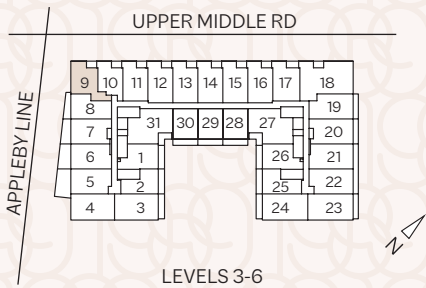 UPPER MIDDLE RD
APPLEBY LINE
9 10 11 12 13 14 15 16 17 18
8 19
7 31 30 29 28 27 20
6 1 26 21
5 2 25 22
4 3 24 23
N
LEVELS 3-6